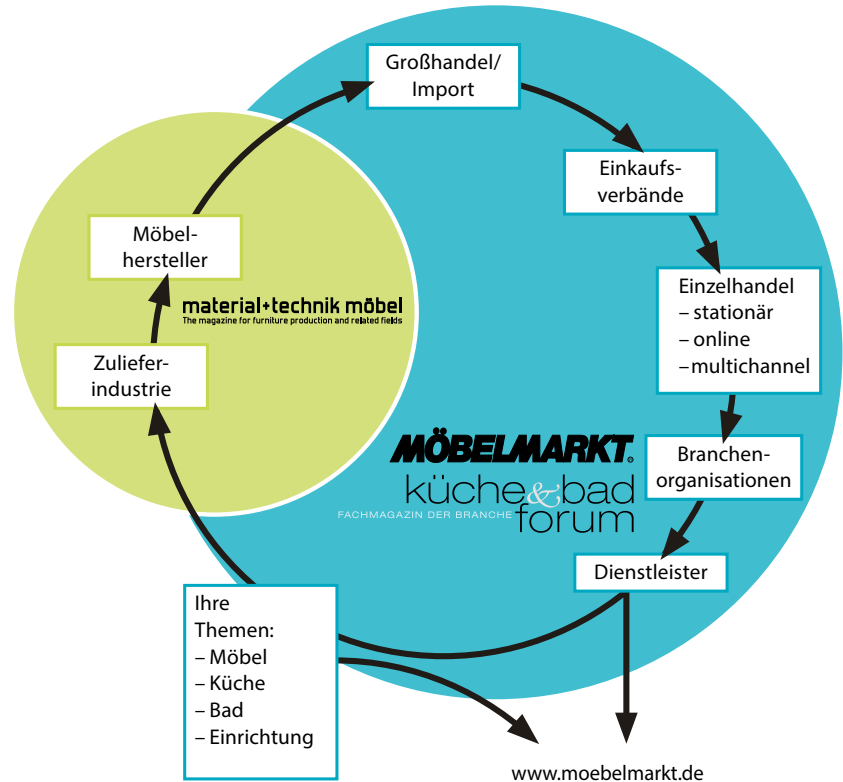 Großhandel/
Import
Einkaufs-
verbände
Möbel-
hersteller
Einzelhandel
– stationär
– online
– multichannel
material+technik möbel
The magazine for furniture production and related fields
Zuliefer-
industrie
MÖBELMARKT.
küche&bad
FACHMAGAZIN DER BRANCHE
forum
Branchen-
organisationen
Dienstleister
Ihre
Themen:
– Möbel
– Küche
– Bad
– Einrichtung
www.moebelmarkt.de